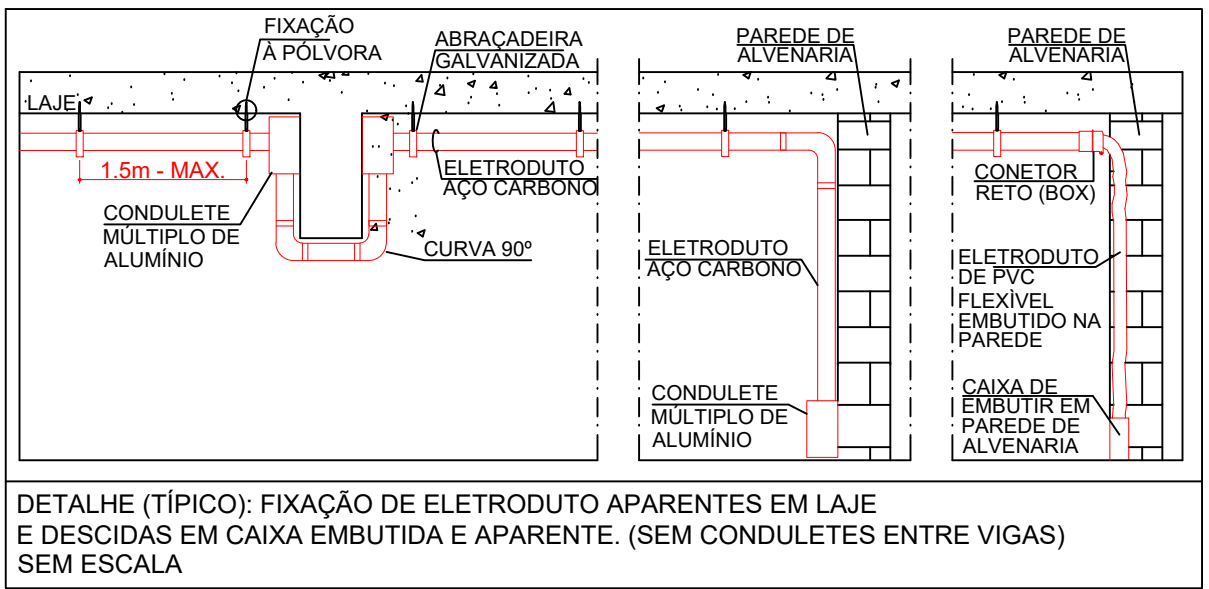 FIXAÇÃO
À PÓLVORA
ABRAÇADEIRA
GALVANIZADA
PAREDE DE
ALVENARIA
PAREDE DE
ALVENARIA
LAJE
1.5m - MAX.
ELETRODUTO
AÇO CARBONO
CONETOR
RETO (BOX)
CONDULETE
MÚLTIPLO DE
ALUMÍNIO
CURVA 90º
ELETRODUTO
AÇO CARBONO
ELETRODUTO
DE PVC
FLEXÌVEL
EMBUTIDO NA
PAREDE
CONDULETE
MÚLTIPLO DE
ALUMÍNIO
CAIXA DE
EMBUTIR EM
PAREDE DE
ALVENARIA
DETALHE (TÍPICO): FIXAÇÃO DE ELETRODUTO APARENTES EM LAJE
E DESCIDAS EM CAIXA EMBUTIDA E APARENTE. (SEM CONDULETES ENTRE VIGAS)
SEM ESCALA